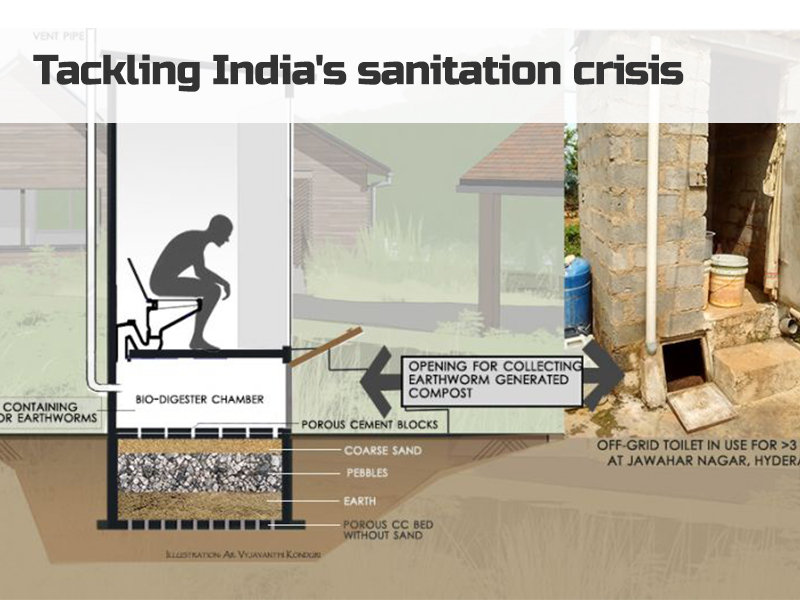 VENT PIPE
Tackling India's sanitation crisis
OPENING FOR COLLECTING
EARTHWORM GENERATED
COMPOST
BIO-DIGESTER CHAMBER
CONTAINING
OR EARTHWORMS
POROUS CEMENT BLOCKS
COARSE SAND
PEBBLES
EARTH
POROUS CC BED
WITHOUT SAND
OFF-GRID TOILET IN USE FOR >3
AT JAWAHAR NAGAR, HYDERA
ILLUSTRATION: AR. VYJAYANTHI KONDURI